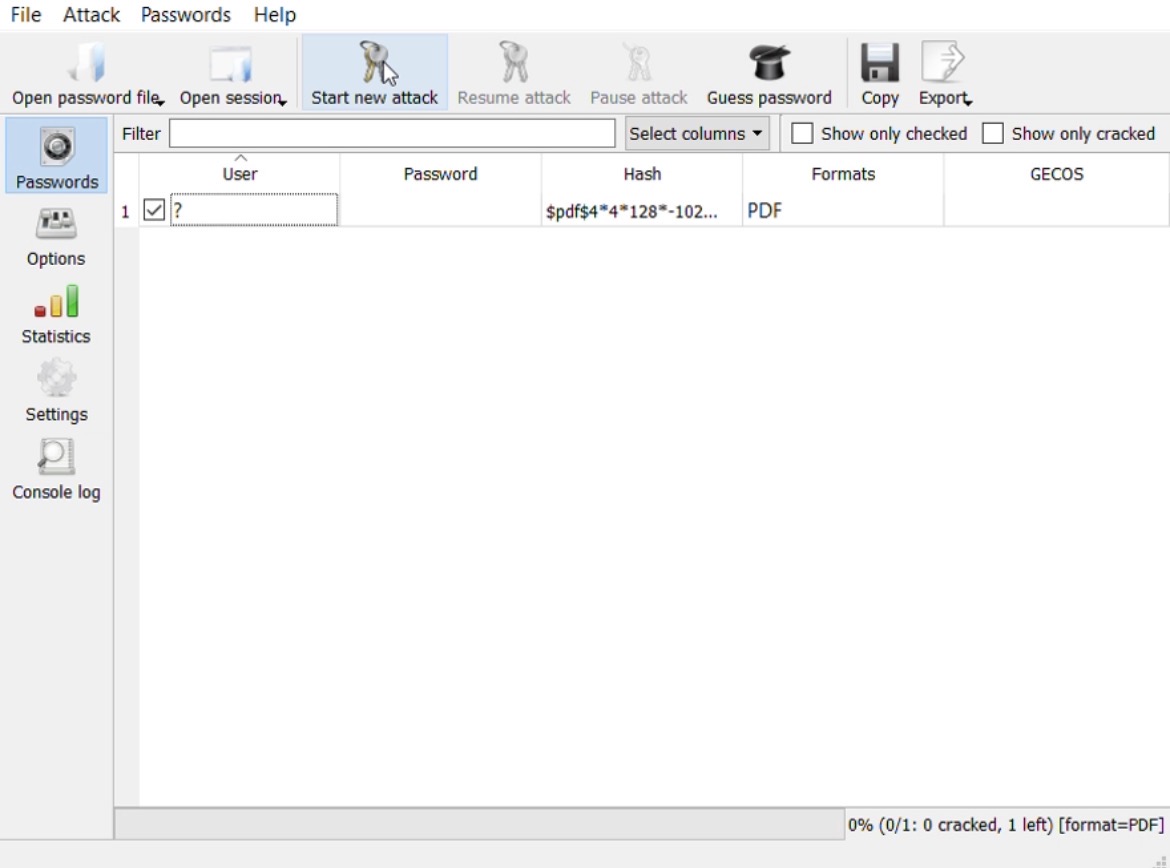 File Attack Passwords Help
Open password file Open session Start new attack Resume attack Pause attack Guess password Copy Export
Passwords
Options
Statistics
Settings
Console log
Filter Select columns Show only checked Show only cracked
User Password Hash Formats GECOS
1 ? $pdf$4*4*128*-102... PDF
0% (0/1: 0 cracked, 1 left) [format=PDF]